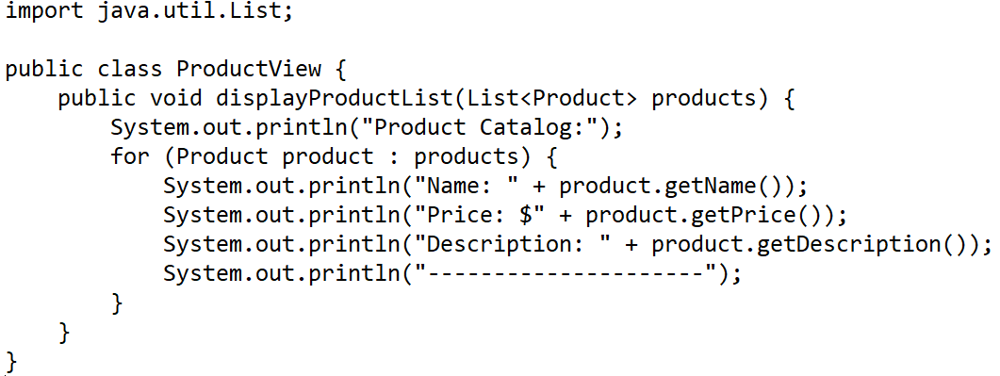 import java.util.List;

public class ProductView {
    public void displayProductList(List<Product> products) {
        System.out.println("Product Catalog:");
        for (Product product : products) {
            System.out.println("Name: " + product.getName());
            System.out.println("Price: $" + product.getPrice());
            System.out.println("Description: " + product.getDescription());
            System.out.println("---------------------");
        }
    }
}